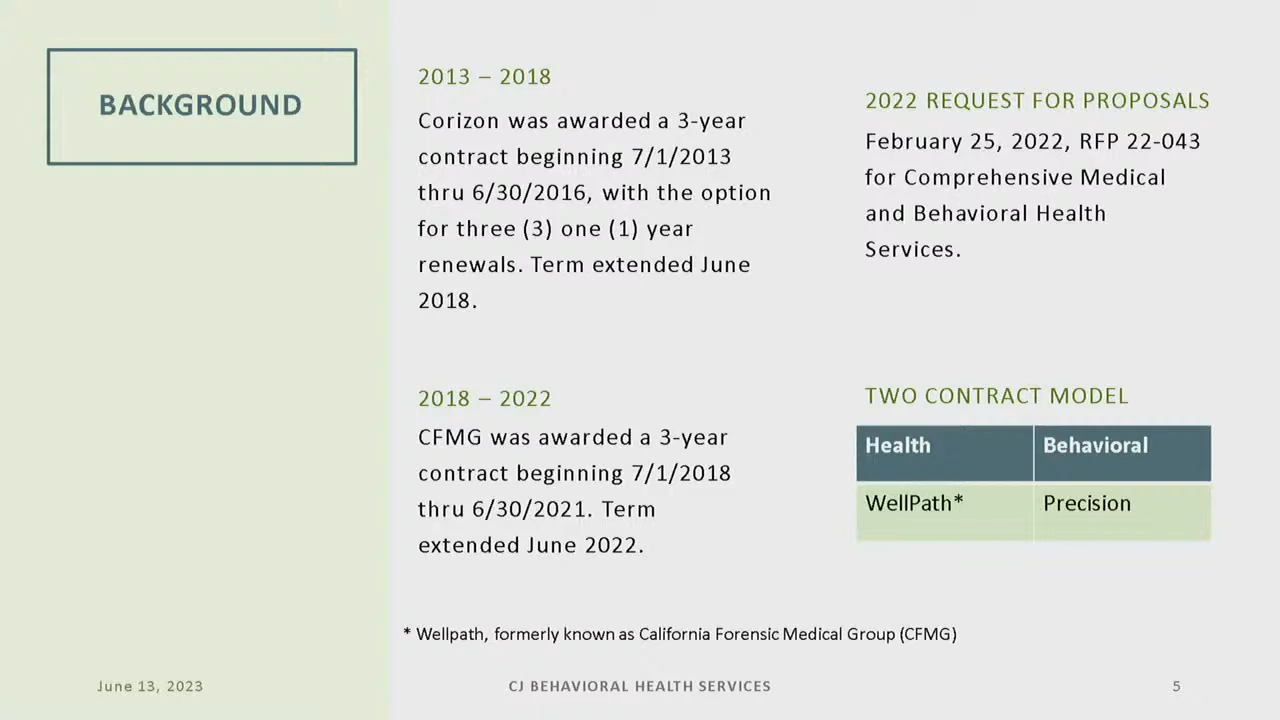 BACKGROUND
2013 – 2018
Corizon was awarded a 3-year
contract beginning 7/1/2013
thru 6/30/2016, with the option
for three (3) one (1) year
renewals. Term extended June
2018.
2018 – 2022
CFMG was awarded a 3-year
contract beginning 7/1/2018
thru 6/30/2021. Term
extended June 2022.
2022 REQUEST FOR PROPOSALS
February 25, 2022, RFP 22-043
for Comprehensive Medical
and Behavioral Health
Services.
TWO CONTRACT MODEL
Health Behavioral
WellPath* Precision
* Wellpath, formerly known as California Forensic Medical Group (CFMG)
June 13, 2023 CJ BEHAVIORAL HEALTH SERVICES 5